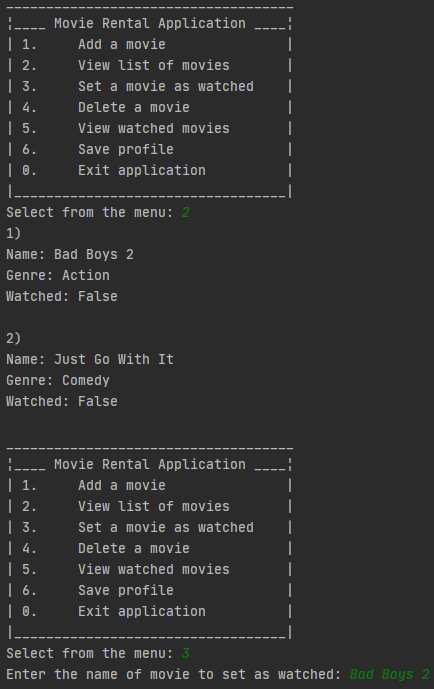 ____________________________________
¦____ Movie Rental Application ____¦
| 1.     Add a movie               |
| 2.     View list of movies       |
| 3.     Set a movie as watched    |
| 4.     Delete a movie            |
| 5.     View watched movies       |
| 6.     Save profile              |
| 0.     Exit application          |
|__________________________________|
Select from the menu: 2
1)
Name: Bad Boys 2
Genre: Action
Watched: False

2)
Name: Just Go With It
Genre: Comedy
Watched: False

____________________________________
¦____ Movie Rental Application ____¦
| 1.     Add a movie               |
| 2.     View list of movies       |
| 3.     Set a movie as watched    |
| 4.     Delete a movie            |
| 5.     View watched movies       |
| 6.     Save profile              |
| 0.     Exit application          |
|__________________________________|
Select from the menu: 3
Enter the name of movie to set as watched: Bad Boys 2